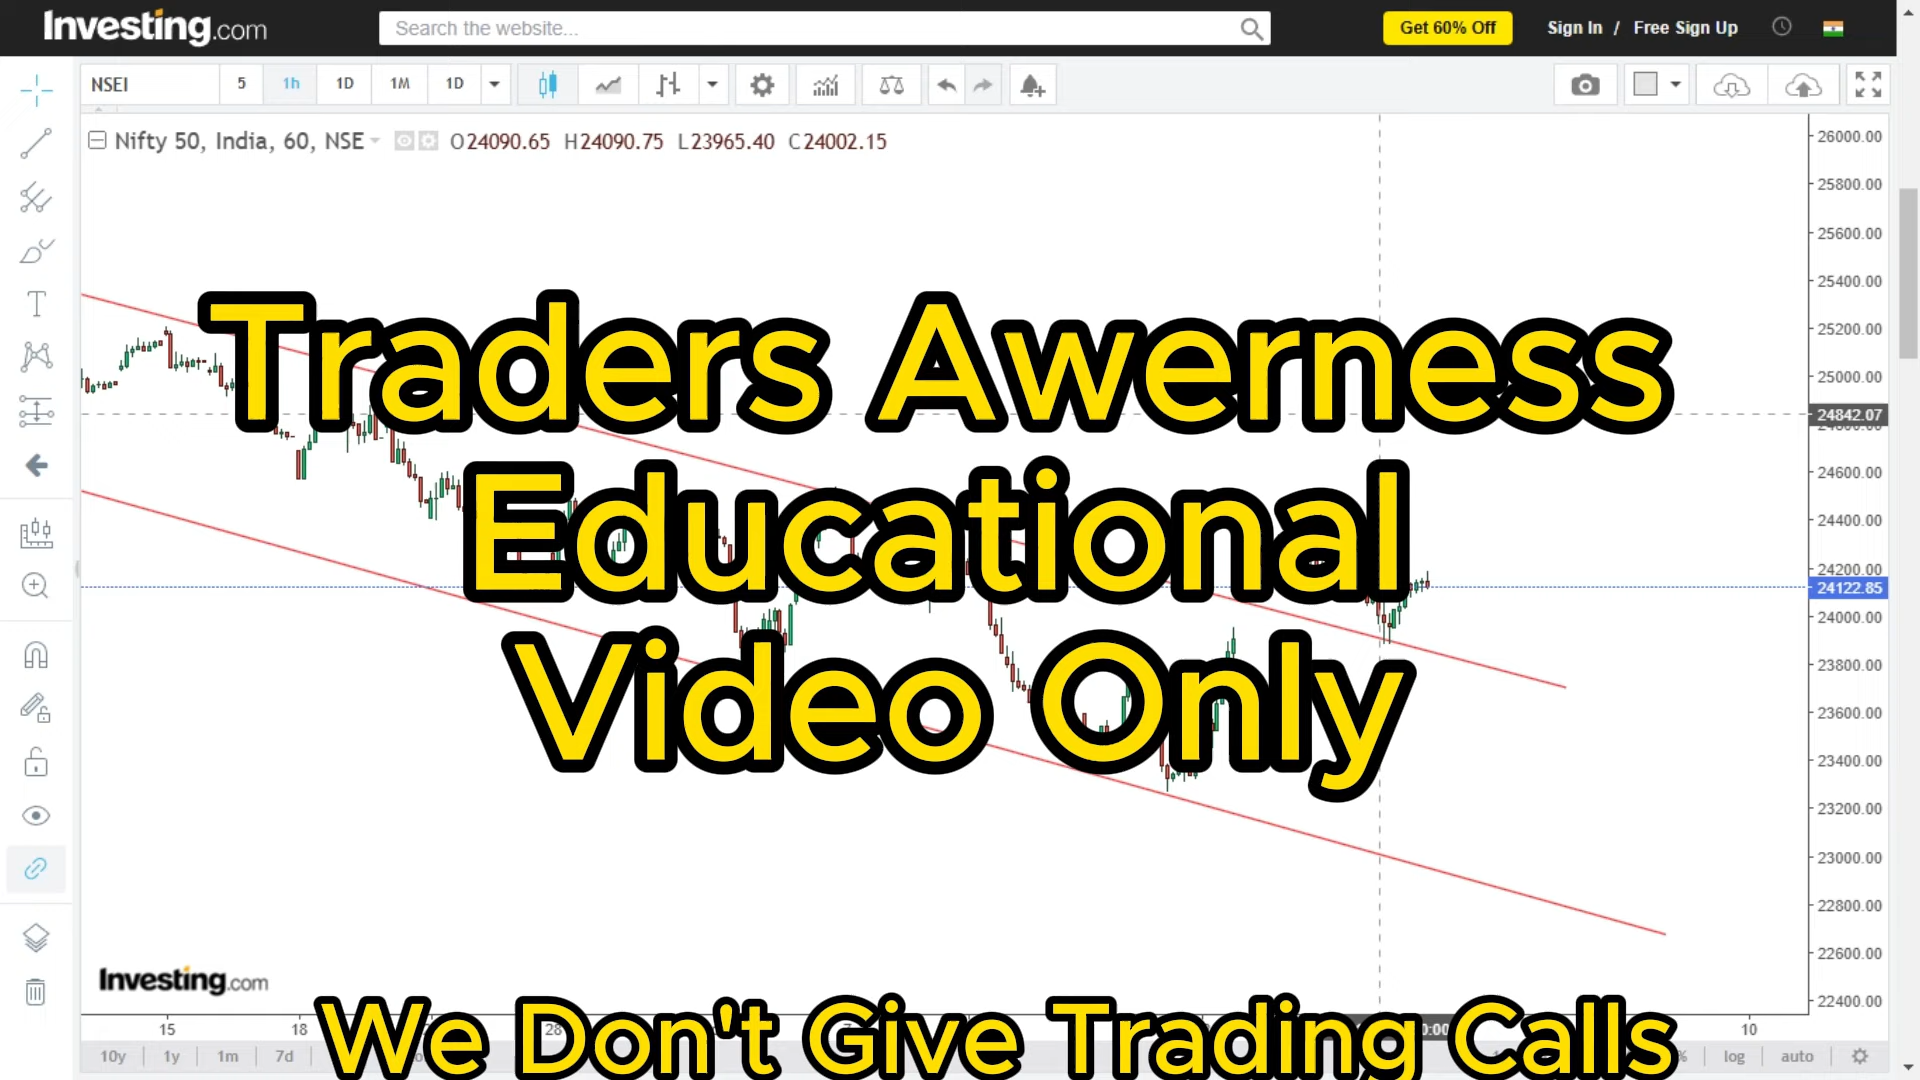 Investing.com
Search the website...
Get 60% Off
Sign In / Free Sign Up
NSEI
5
1h
1D
1M
1D
Nifty 50, India, 60, NSE
O24090.65 H24090.75 L23965.40 C24002.15
26000.00
25800.00
25600.00
25400.00
25200.00
25000.00
24842.07
24600.00
24400.00
24200.00
24122.85
24000.00
23800.00
23600.00
23400.00
23200.00
23000.00
22800.00
22600.00
22400.00
Traders Awerness
Educational
Video Only
Investing.com
15
18
28
10
We Don't Give Trading Calls
10y
1y
1m
7d
%
log
auto